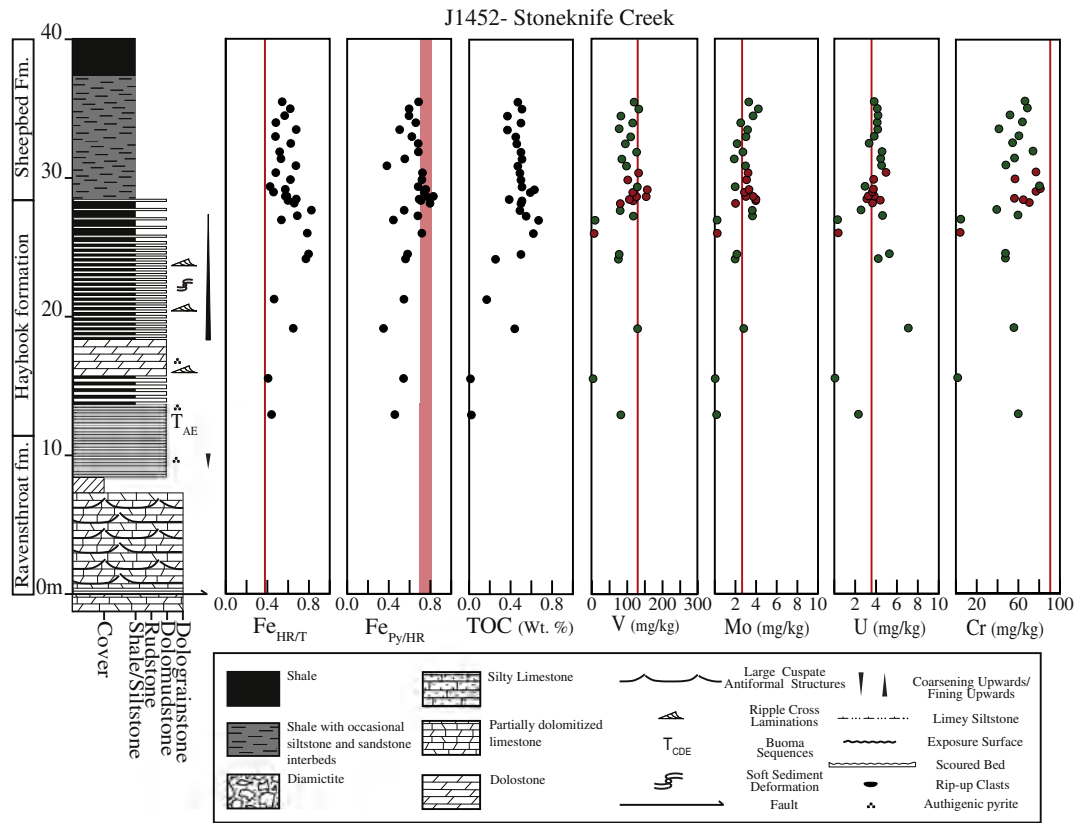 J1452- Stoneknife Creek
Sheepbed Fm.
Hayhook formation
Ravensthroat fm.
40
30
20
10
0m
T AE
Cover
Shale/Siltstone
Rudstone
Dolomudstone
Dolograinstone
0.0 0.4 0.8
Fe HR/T
0.0 0.4 0.8
Fe Py/HR
0.0 0.4 0.8
TOC (Wt. %)
0 100 200 300
V (mg/kg)
2 4 6 8 10
Mo (mg/kg)
2 4 6 8 10
U (mg/kg)
20 60 100
Cr (mg/kg)
Shale
Shale with occasional
siltstone and sandstone
interbeds
Diamictite
Silty Limestone
Partially dolomitized
limestone
Dolostone
Large Cuspate
Antiformal Structures
Ripple Cross
Laminations
T CDE
Buoma
Sequences
Soft Sediment
Deformation
Fault
Coarsening Upwards/
Fining Upwards
Limey Siltstone
Exposure Surface
Scoured Bed
Rip-up Clasts
Authigenic pyrite